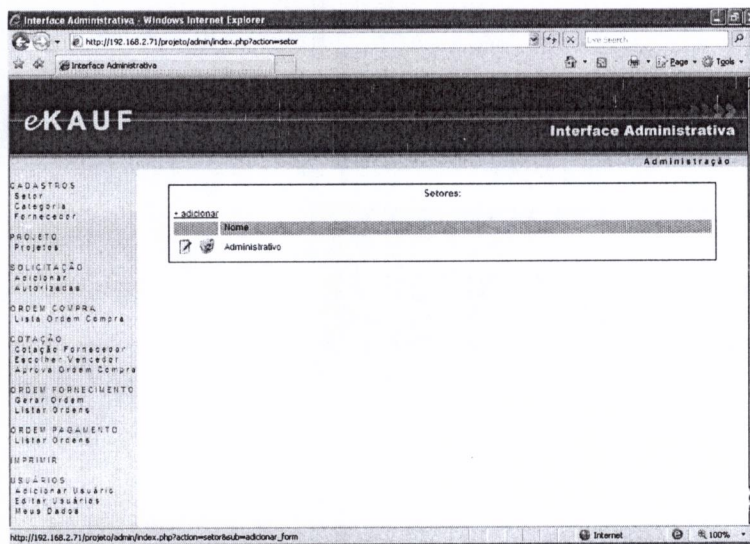 Interface Administrativa - Windows Internet Explorer
http://192.168.2.71/projeto/admin/index.php?action=setor
Live Search
Interface Administrativa
Page
Tools
eKAUF
Interface Administrativa
Administração
CADASTROS
Setor
Categoria
Fornecedor
PROJETO
Projetos
SOLICITAÇÃO
Adicionar
Autorizadas
ORDEM COMPRA
Lista Ordem Compra
COTAÇÃO
Cotação Fornecedor
Escolher Vencedor
Aprova Ordem Compra
ORDEM FORNECIMENTO
Gerar Ordem
Listar Ordens
ORDEM PAGAMENTO
Listar Ordens
IMPRIMIR
USUÁRIOS
Adicionar Usuário
Editar Usuários
Meus Dados
Setores:
+ adicionar
Nome
Administrativo
http://192.168.2.71/projeto/admin/index.php?action=setor&sub=adicionar_form
Internet
100%